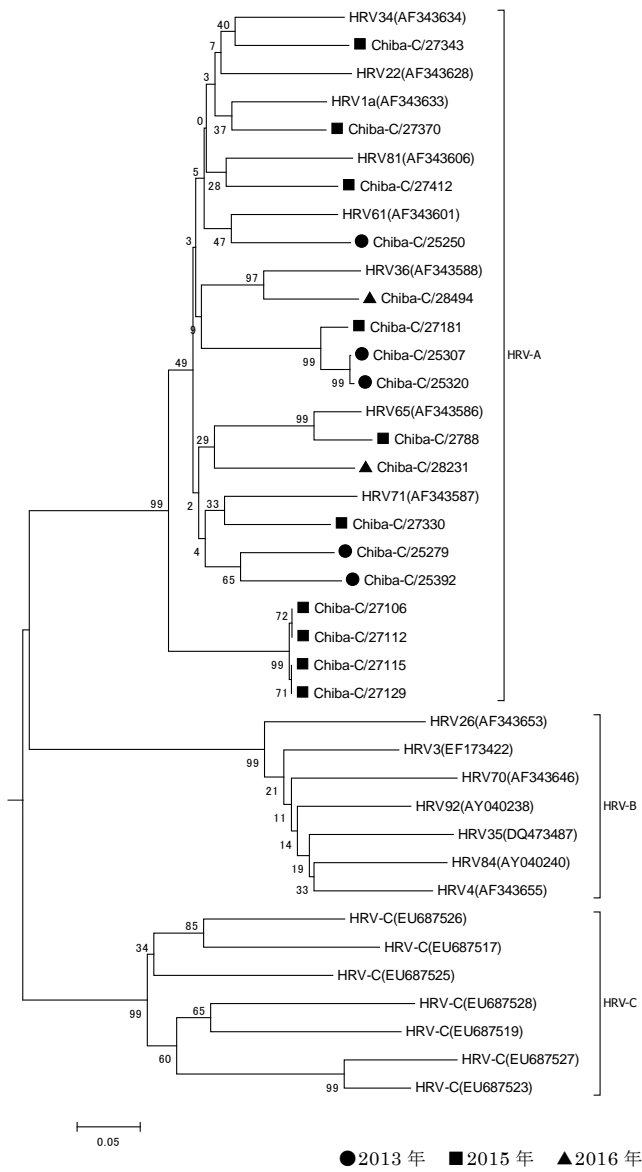 HRV34(AF343634)
40
Chiba-C/27343
7
HRV22(AF343628)
3
HRV1a(AF343633)
0
37
Chiba-C/27370
HRV81(AF343606)
5
28
Chiba-C/27412
HRV61(AF343601)
3
47
Chiba-C/25250
HRV36(AF343588)
97
Chiba-C/28494
9
Chiba-C/27181
HRV-A
99
Chiba-C/25307
49
99
Chiba-C/25320
HRV65(AF343586)
99
Chiba-C/2788
29
Chiba-C/28231
99
2
HRV71(AF343587)
33
Chiba-C/27330
4
Chiba-C/25279
65
Chiba-C/25392
Chiba-C/27106
72
Chiba-C/27112
99
Chiba-C/27115
71
Chiba-C/27129
HRV26(AF343653)
99
HRV3(EF173422)
21
HRV70(AF343646)
11
HRV92(AY040238)
HRV-B
14
HRV35(DQ473487)
19
HRV84(AY040240)
33
HRV4(AF343655)
HRV-C(EU687526)
85
34
HRV-C(EU687517)
HRV-C(EU687525)
99
HRV-C(EU687528)
HRV-C
65
HRV-C(EU687519)
60
HRV-C(EU687527)
99
HRV-C(EU687523)
0.05
●2013 年 ■2015 年 ▲2016 年